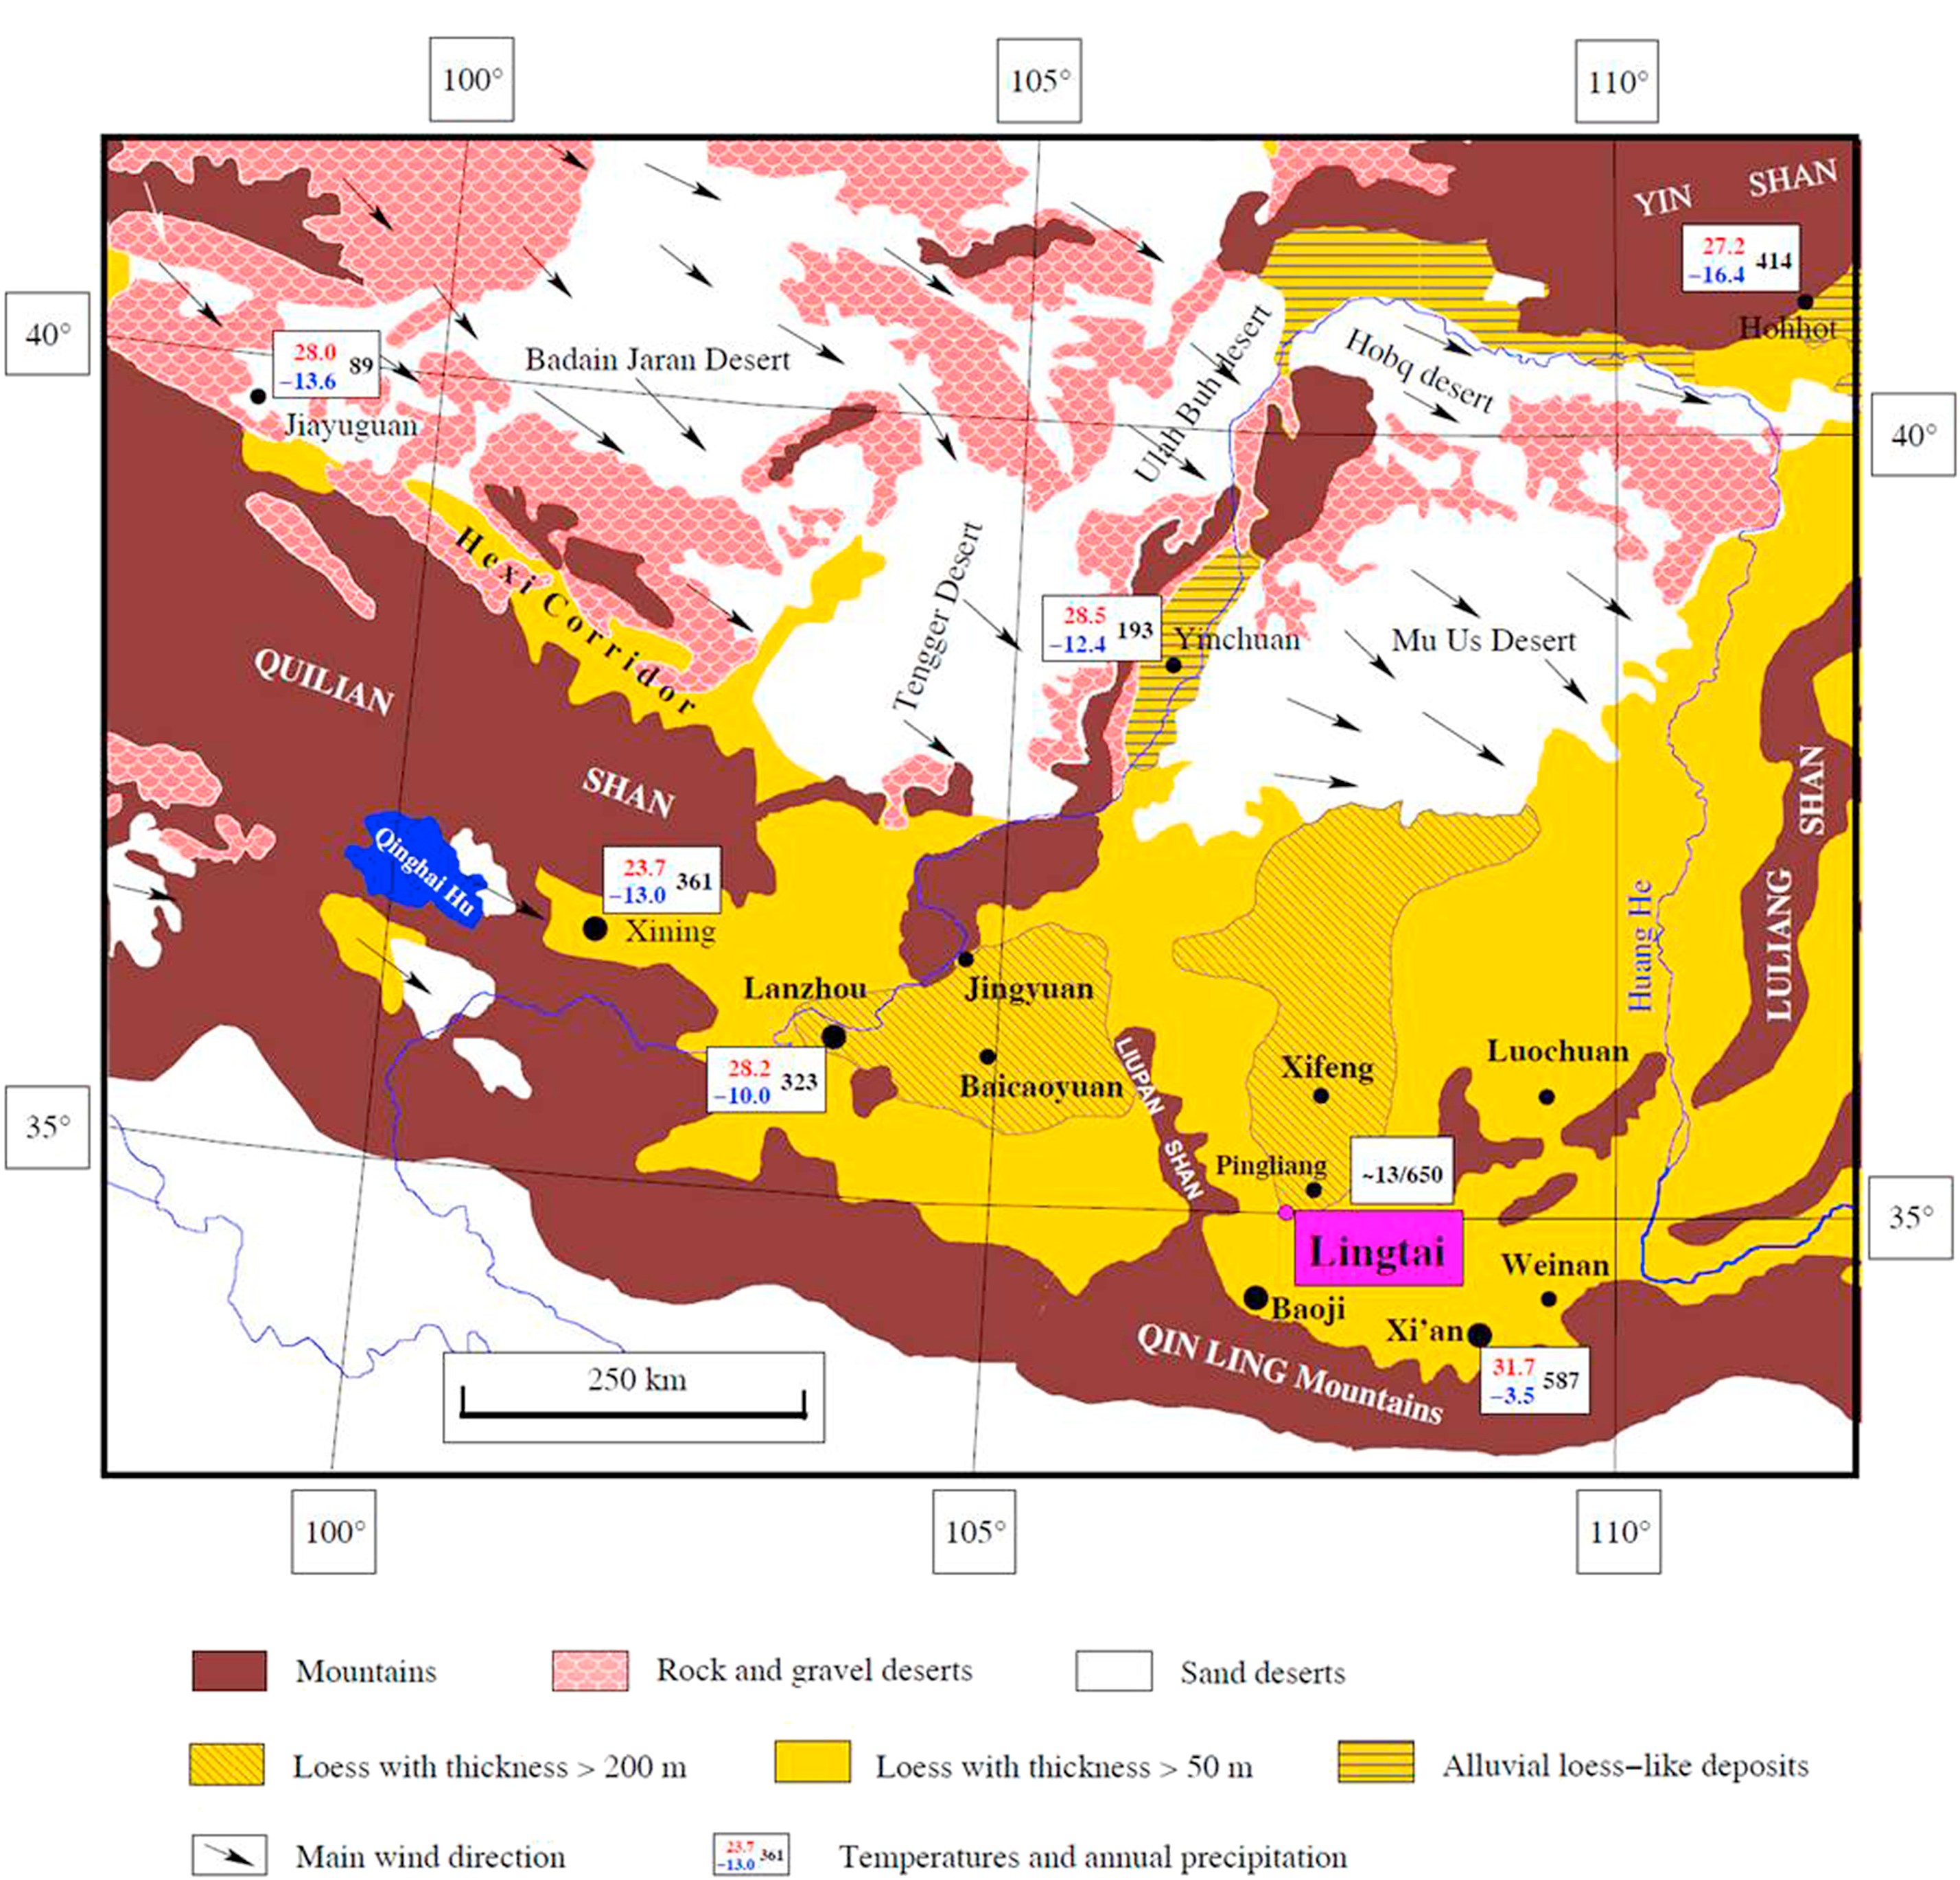 100°
105°
110°
YIN SHAN
27.2
−16.4
414
Hohhot
40°
28.0
−13.6
89
Jiayuguan
Badain Jaran Desert
Ulah Buh desert
Hobq desert
40°
Hexi Corridor
Tengger Desert
28.5
−12.4
193
Yinchuan
Mu Us Desert
QUILIAN
SHAN
LULIANG SHAN
Qinghai Hu
23.7
−13.0
361
Xining
Huang He
Lanzhou
Jingyuan
28.2
−10.0
323
Baicaoyuan
LIUPAN
SHAN
Xifeng
Luochuan
35°
Pingliang
~13/650
35°
Lingtai
Weinan
Baoji
Xi’an
QIN LING Mountains
31.7
−3.5
587
250 km
100°
105°
110°
Mountains
Rock and gravel deserts
Sand deserts
Loess with thickness > 200 m
Loess with thickness > 50 m
Alluvial loess−like deposits
Main wind direction
23.7
−13.0
361
Temperatures and annual precipitation